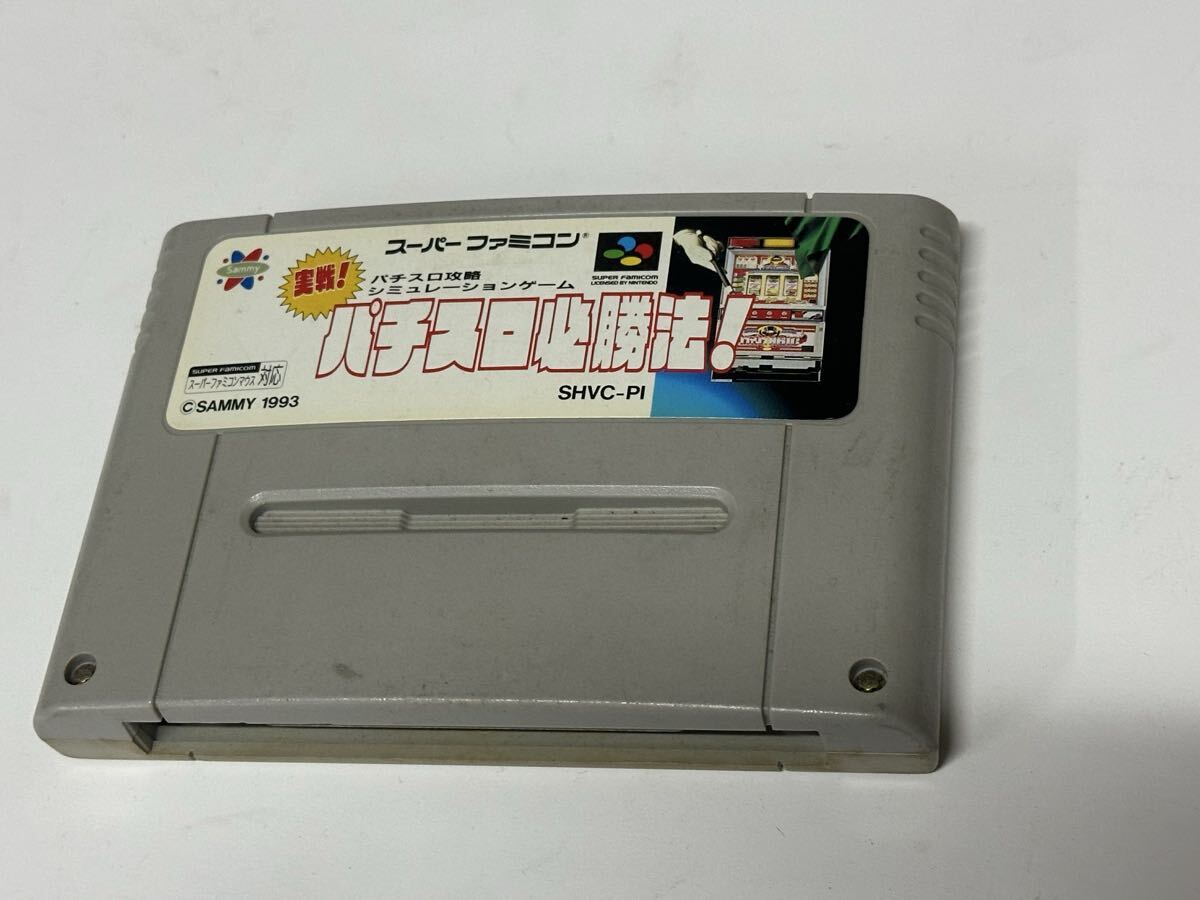 Sammy
スーパーファミコン®
実戦!
パチスロ攻略
シミュレーションゲーム
SUPER FAMICOM
LICENSED BY NINTENDO
パチスロ必勝法!
SUPER FAMICOM
スーパーファミコンマウス対応
SHVC-PI
©SAMMY 1993